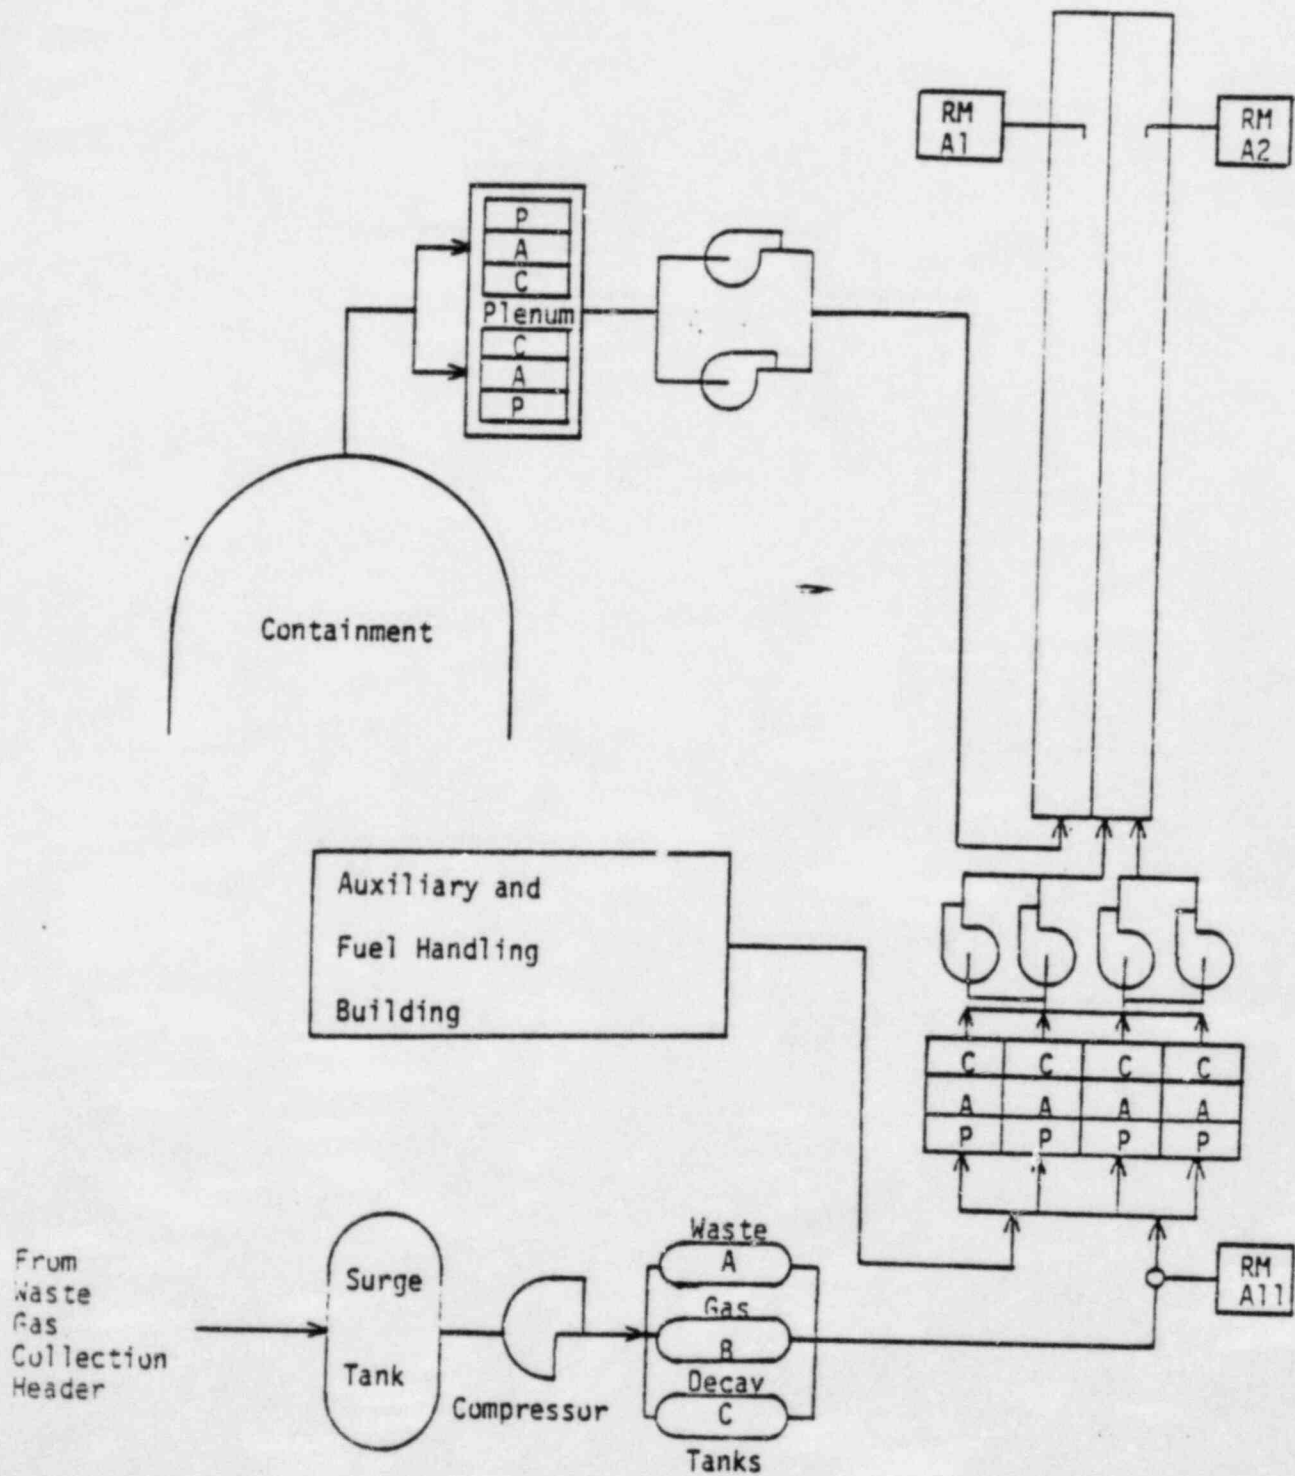 RM
A1
RM
A2
P
A
C
Plenum
C
A
P
Containment
Auxiliary and
Fuel Handling
Building
C C C C
A A A A
P P P P
From
Waste
Gas
Collection
Header
Surge
Tank
Compressor
Waste
A
Gas
B
Decay
C
Tanks
RM
A11